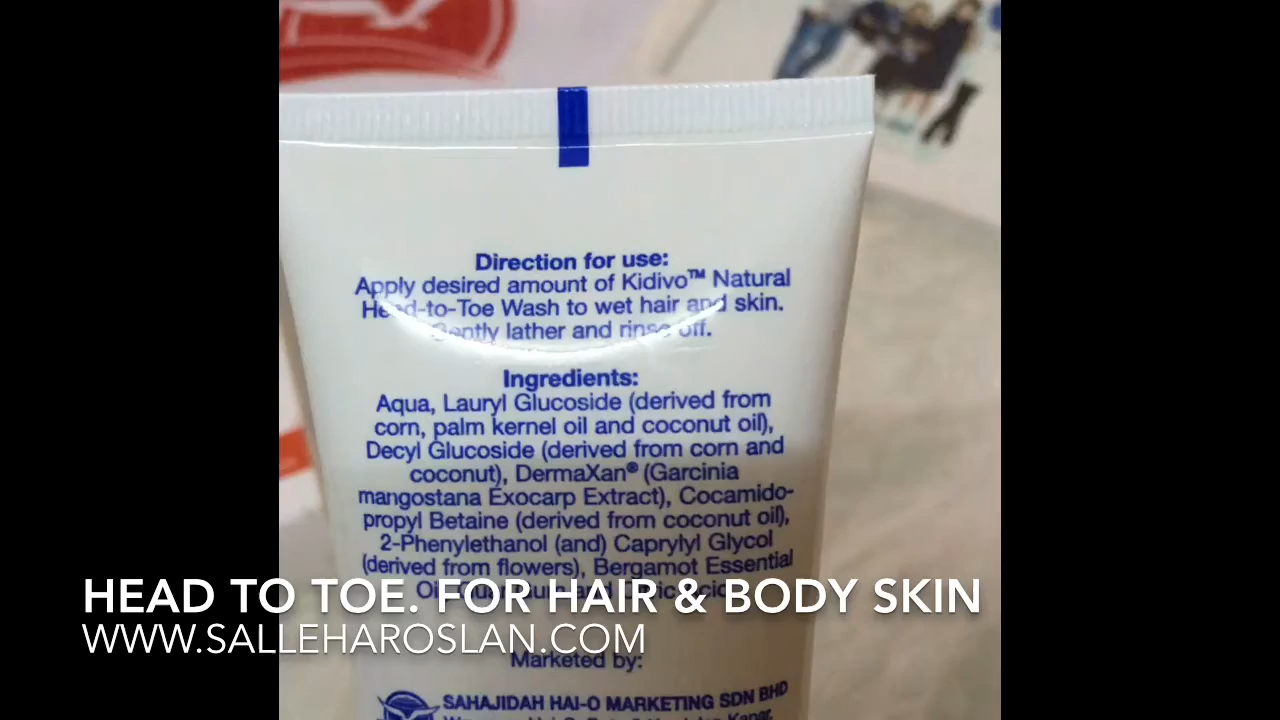 Direction for use:
Apply desired amount of Kidivo™ Natural
Head-to-Toe Wash to wet hair and skin.
Gently lather and rinse off.
Ingredients:
Aqua, Lauryl Glucoside (derived from
corn, palm kernel oil and coconut oil),
Decyl Glucoside (derived from corn and
coconut), DermaXan® (Garcinia
mangostana Exocarp Extract), Cocamido-
propyl Betaine (derived from coconut oil),
2-Phenylethanol (and) Caprylyl Glycol
(derived from flowers), Bergamot Essential
HEAD TO TOE. FOR HAIR & BODY SKIN
WWW.SALLEHAROSLAN.COM
Marketed by:
SAHAJIDAH HAI-O MARKETING SDN BHD